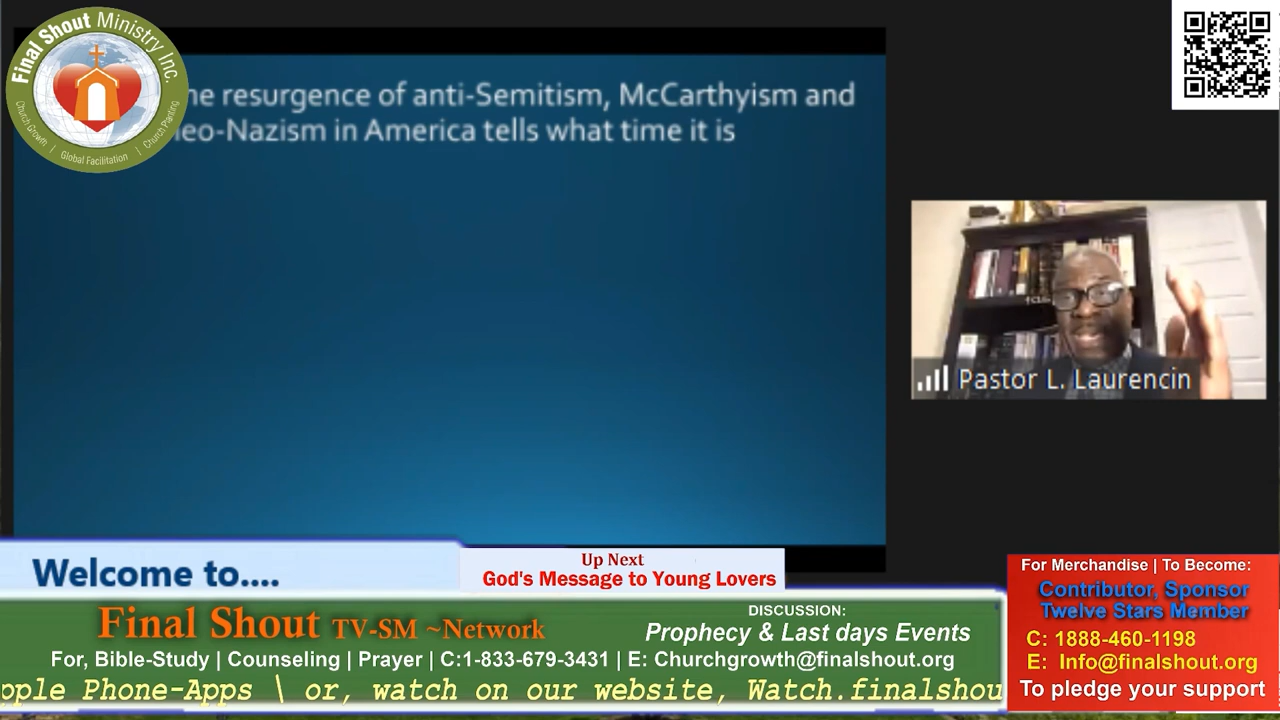 Final Shout Ministry Inc.
Church Growth | Global Facilitation | Church Planting
he resurgence of anti-Semitism, McCarthyism and
eo-Nazism in America tells what time it is
Pastor L. Laurencin
Welcome to....
Up Next
God's Message to Young Lovers
Final Shout TV-SM ~Network
DISCUSSION:
Prophecy & Last days Events
For, Bible-Study | Counseling | Prayer | C:1-833-679-3431 | E: Churchgrowth@finalshout.org
pple Phone-Apps \ or, watch on our website, Watch.finalshou
For Merchandise | To Become:
Contributor, Sponsor
Twelve Stars Member
C: 1888-460-1198
E: Info@finalshout.org
To pledge your support